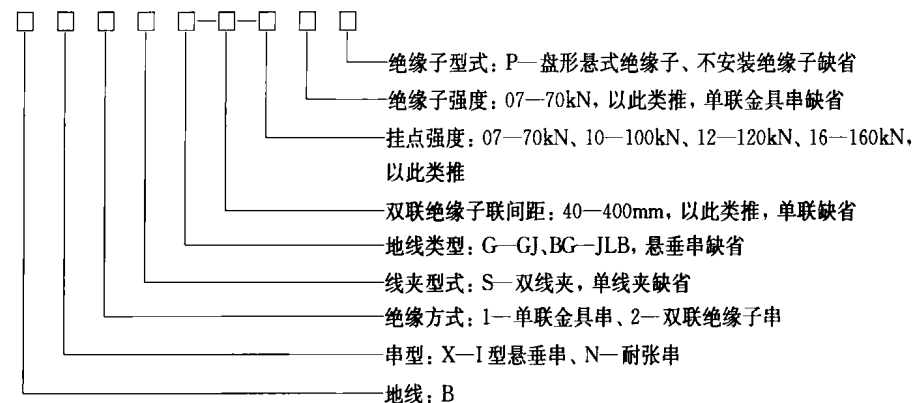 □ □ □ □ □—□—□ □ □
绝缘子型式：P—盘形悬式绝缘子、不安装绝缘子缺省
绝缘子强度：07—70kN，以此类推，单联金具串缺省
挂点强度：07—70kN、10—100kN、12—120kN、16—160kN，
以此类推
双联绝缘子联间距：40—400mm，以此类推，单联缺省
地线类型：G—GJ、BG—JLB，悬垂串缺省
线夹型式：S—双线夹，单线夹缺省
绝缘方式：1—单联金具串、2—双联绝缘子串
串型：X—I型悬垂串、N—耐张串
地线：B